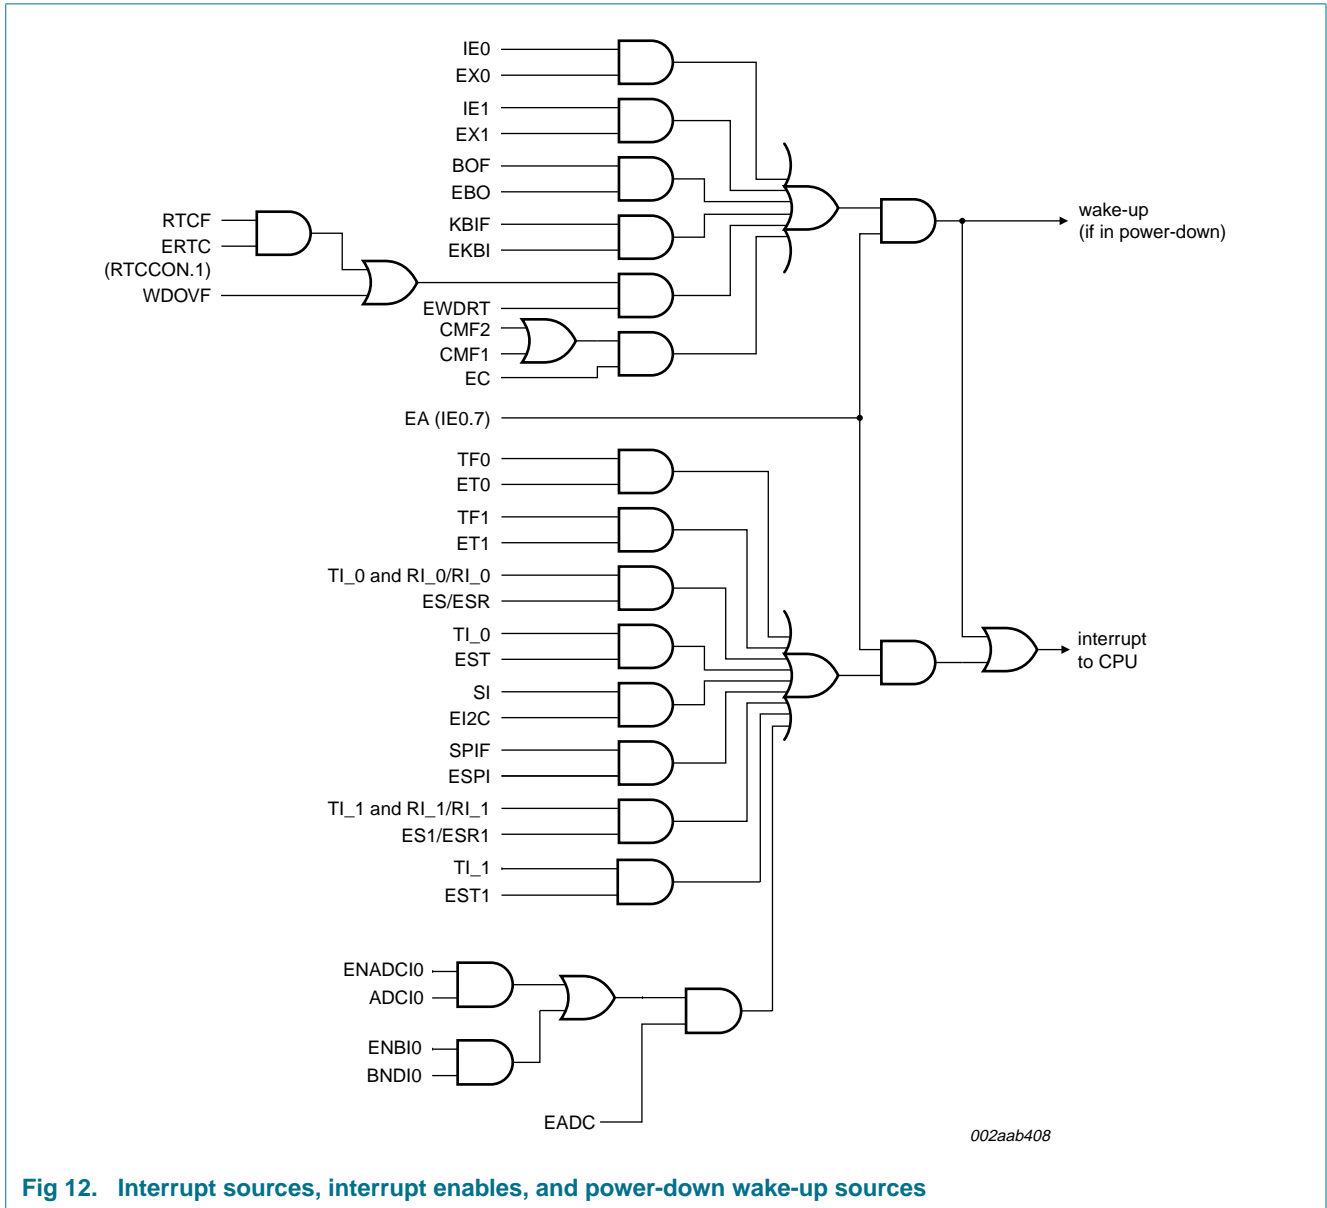 IE0
EX0
IE1
EX1
BOF
EBO
RTCF
KBIF
ERTC
EKBI
(RTCCON.1)
WDOVF
EWDRT
CMF2
CMF1
EC
wake-up
(if in power-down)
EA (IE0.7)
TF0
ET0
TF1
ET1
TI_0 and RI_0/RI_0
ES/ESR
TI_0
EST
interrupt
to CPU
SI
EI2C
SPIF
ESPI
TI_1 and RI_1/RI_1
ES1/ESR1
TI_1
EST1
ENADCI0
ADCI0
ENBI0
BNDI0
EADC
002aab408
Fig 12. Interrupt sources, interrupt enables, and power-down wake-up sources